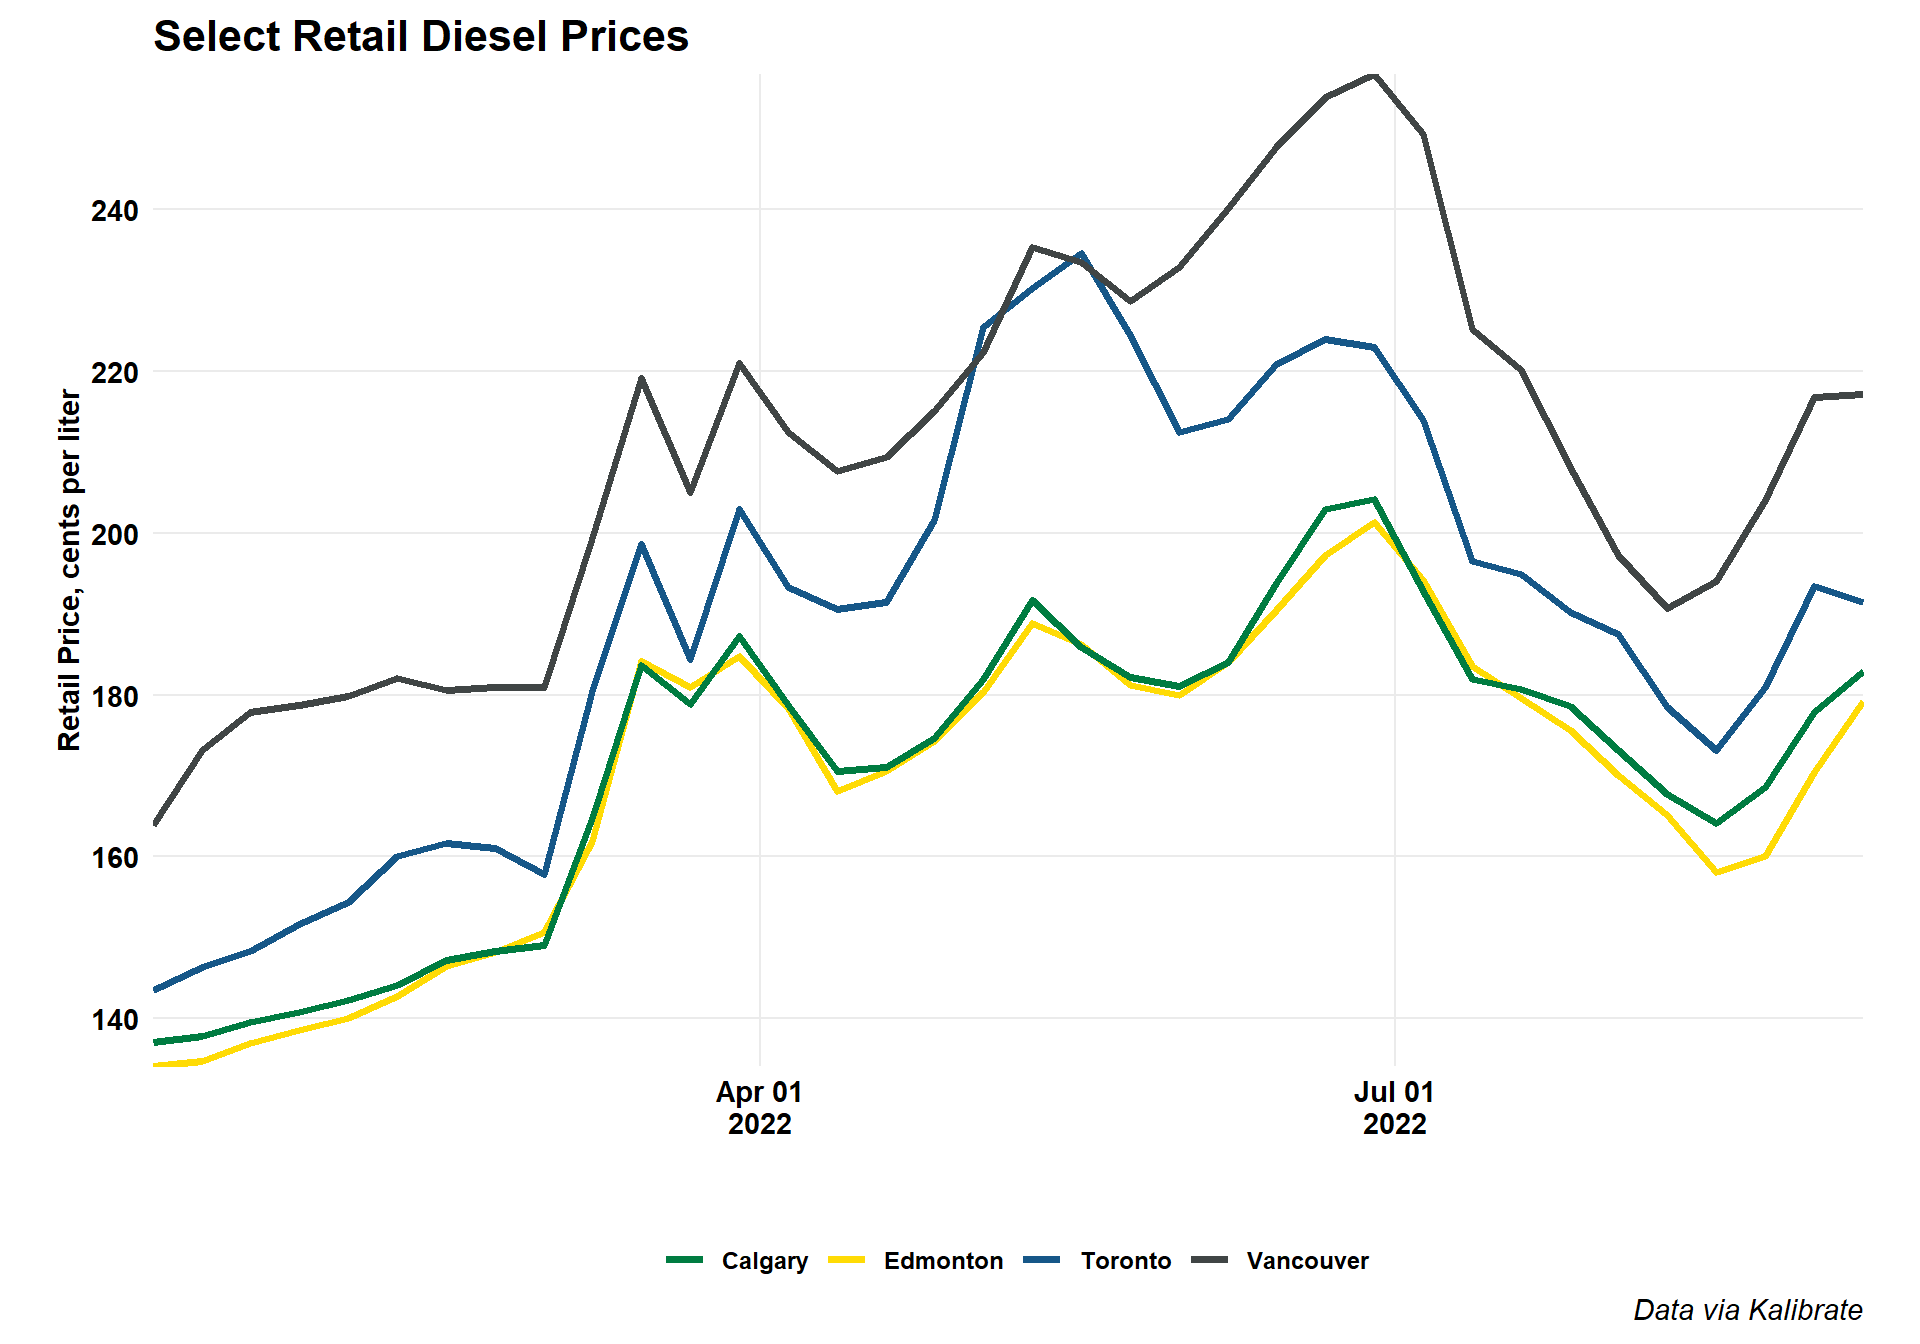 Select Retail Diesel Prices
Retail Price, cents per liter
240
220
200
180
160
140
Apr 01
2022
Jul 01
2022
Calgary
Edmonton
Toronto
Vancouver
Data via Kalibrate